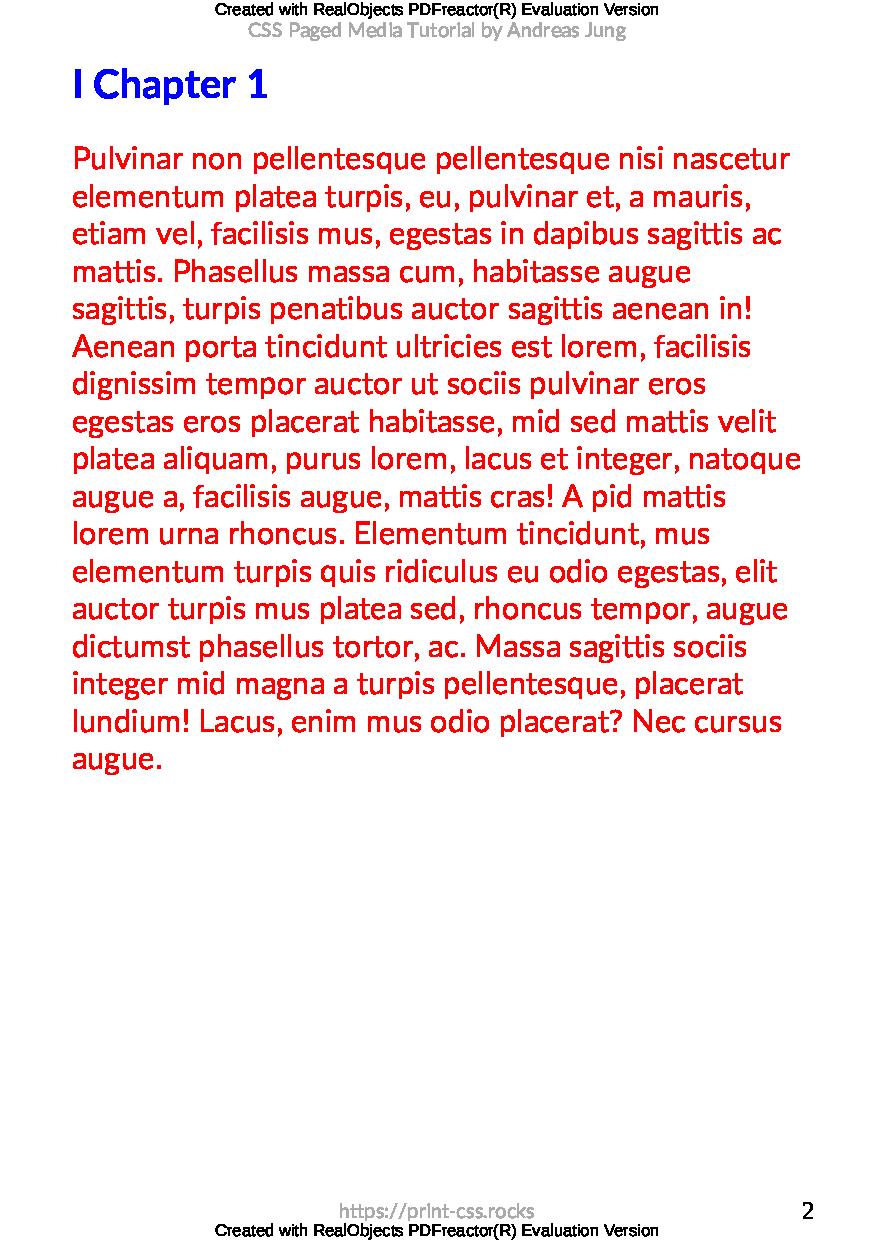 Created with RealObjects PDFreactor(R) Evaluation Version
CSS Paged Media Tutorial by Andreas Jung
I Chapter 1
Pulvinar non pellentesque pellentesque nisi nascetur
elementum platea turpis, eu, pulvinar et, a mauris,
etiam vel, facilisis mus, egestas in dapibus sagittis ac
mattis. Phasellus massa cum, habitasse augue
sagittis, turpis penatibus auctor sagittis aenean in!
Aenean porta tincidunt ultricies est lorem, facilisis
dignissim tempor auctor ut sociis pulvinar eros
egestas eros placerat habitasse, mid sed mattis velit
platea aliquam, purus lorem, lacus et integer, natoque
augue a, facilisis augue, mattis cras! A pid mattis
lorem urna rhoncus. Elementum tincidunt, mus
elementum turpis quis ridiculus eu odio egestas, elit
auctor turpis mus platea sed, rhoncus tempor, augue
dictumst phasellus tortor, ac. Massa sagittis sociis
integer mid magna a turpis pellentesque, placerat
lundium! Lacus, enim mus odio placerat? Nec cursus
augue.
https://print-css.rocks
2
Created with RealObjects PDFreactor(R) Evaluation Version